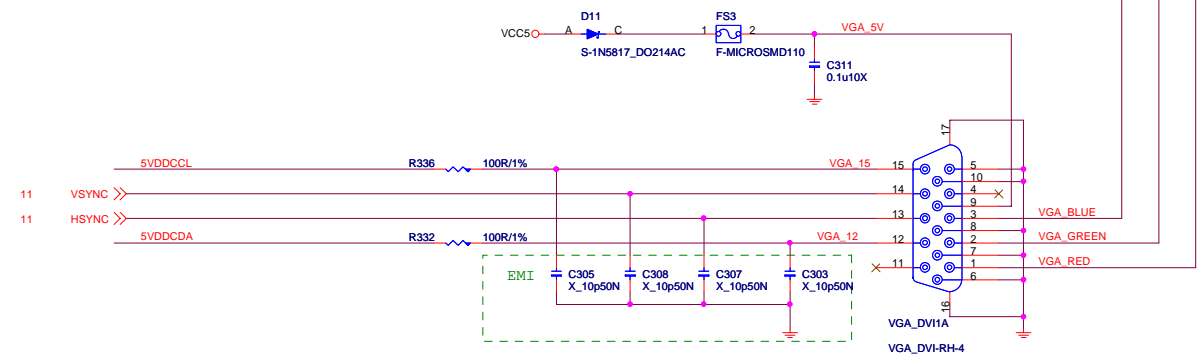 D11
FS3
VCC5
A
C
1
2
VGA_5V
S-1N5817_DO214AC
F-MICROSMD110
C311
0.1u10X
17
5VDDCCL
R336
100R/1%
VGA_15
15
5
10
11
VSYNC
14
4
9
11
HSYNC
13
3
VGA_BLUE
8
5VDDCDA
R332
100R/1%
VGA_12
12
2
VGA_GREEN
7
11
1
VGA_RED
6
EMI
C305
X_10p50N
C308
X_10p50N
C307
X_10p50N
C303
X_10p50N
16
VGA_DVI1A
VGA_DVI-RH-4